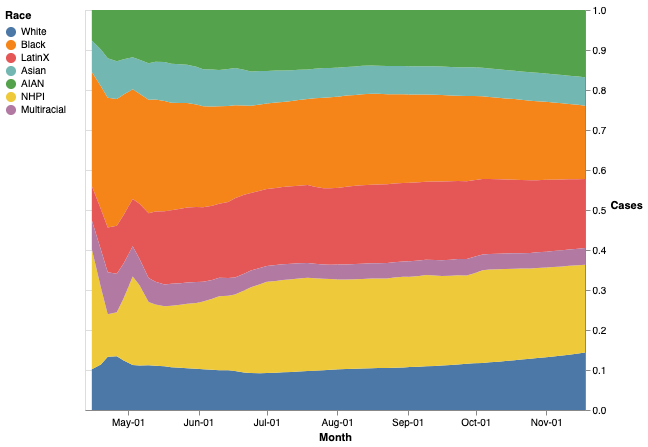 Race
White
Black
LatinX
Asian
AIAN
NHPI
Multiracial
1.0
0.9
0.8
0.7
0.6
0.5
0.4
0.3
0.2
0.1
0.0
Cases
May-01 Jun-01 Jul-01 Aug-01 Sep-01 Oct-01 Nov-01
Month